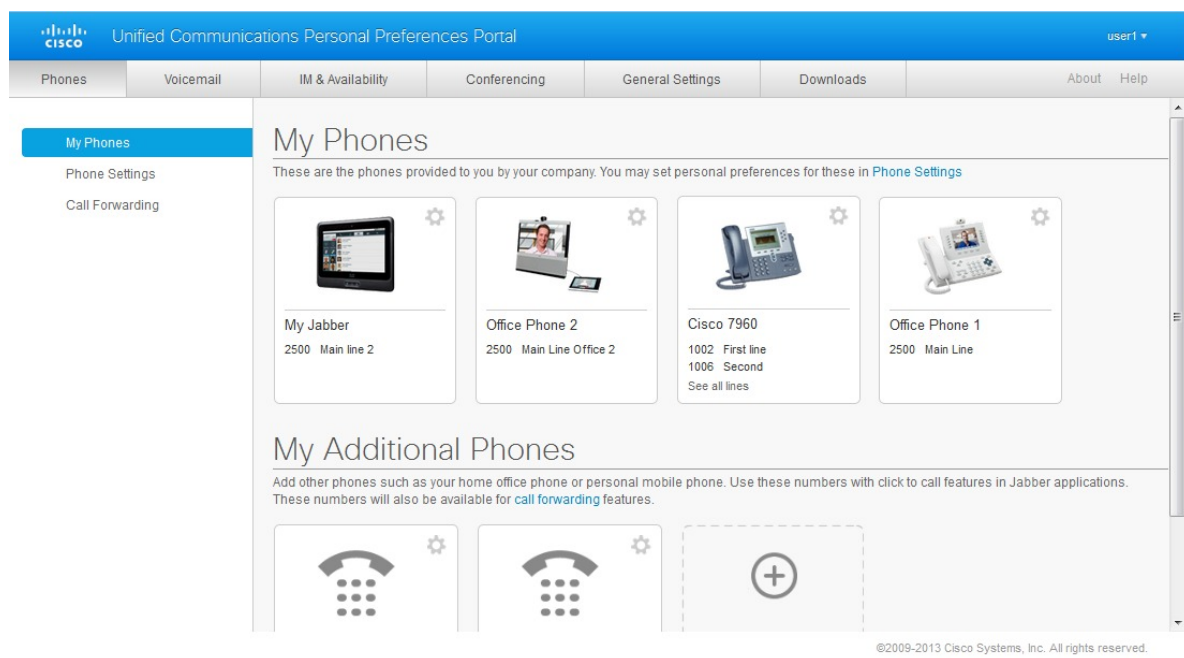 CISCO
Unified Communications Personal Preferences Portal
user1
Phones
Voicemail
IM & Availability
Conferencing
General Settings
Downloads
About
Help
My Phones
Phone Settings
Call Forwarding
My Phones
These are the phones provided to you by your company. You may set personal preferences for these in Phone Settings
My Jabber
2500 Main line 2
Office Phone 2
2500 Main Line Office 2
Cisco 7960
1002 First line
1006 Second
See all lines
Office Phone 1
2500 Main Line
My Additional Phones
Add other phones such as your home office phone or personal mobile phone. Use these numbers with click to call features in Jabber applications.
These numbers will also be available for call forwarding features.
©2009-2013 Cisco Systems, Inc. All rights reserved.